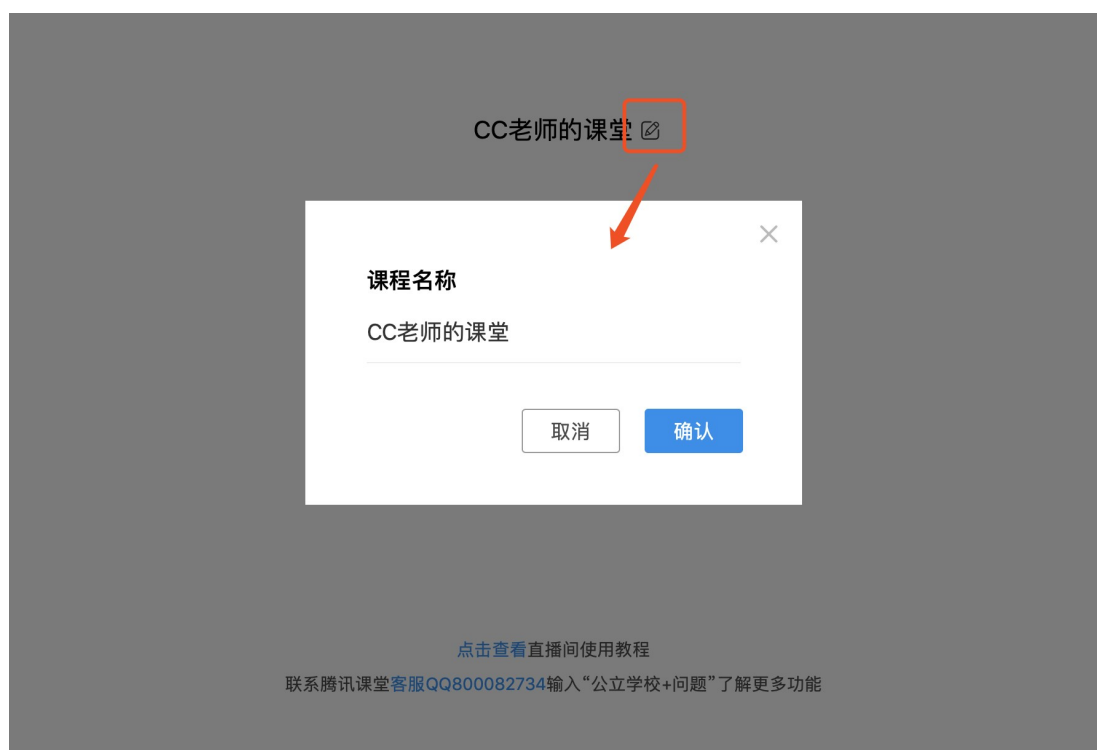 CC老师的课堂
课程名称
CC老师的课堂
取消
确认
点击查看直播间使用教程
联系腾讯课堂客服QQ800082734输入“公立学校+问题”了解更多功能